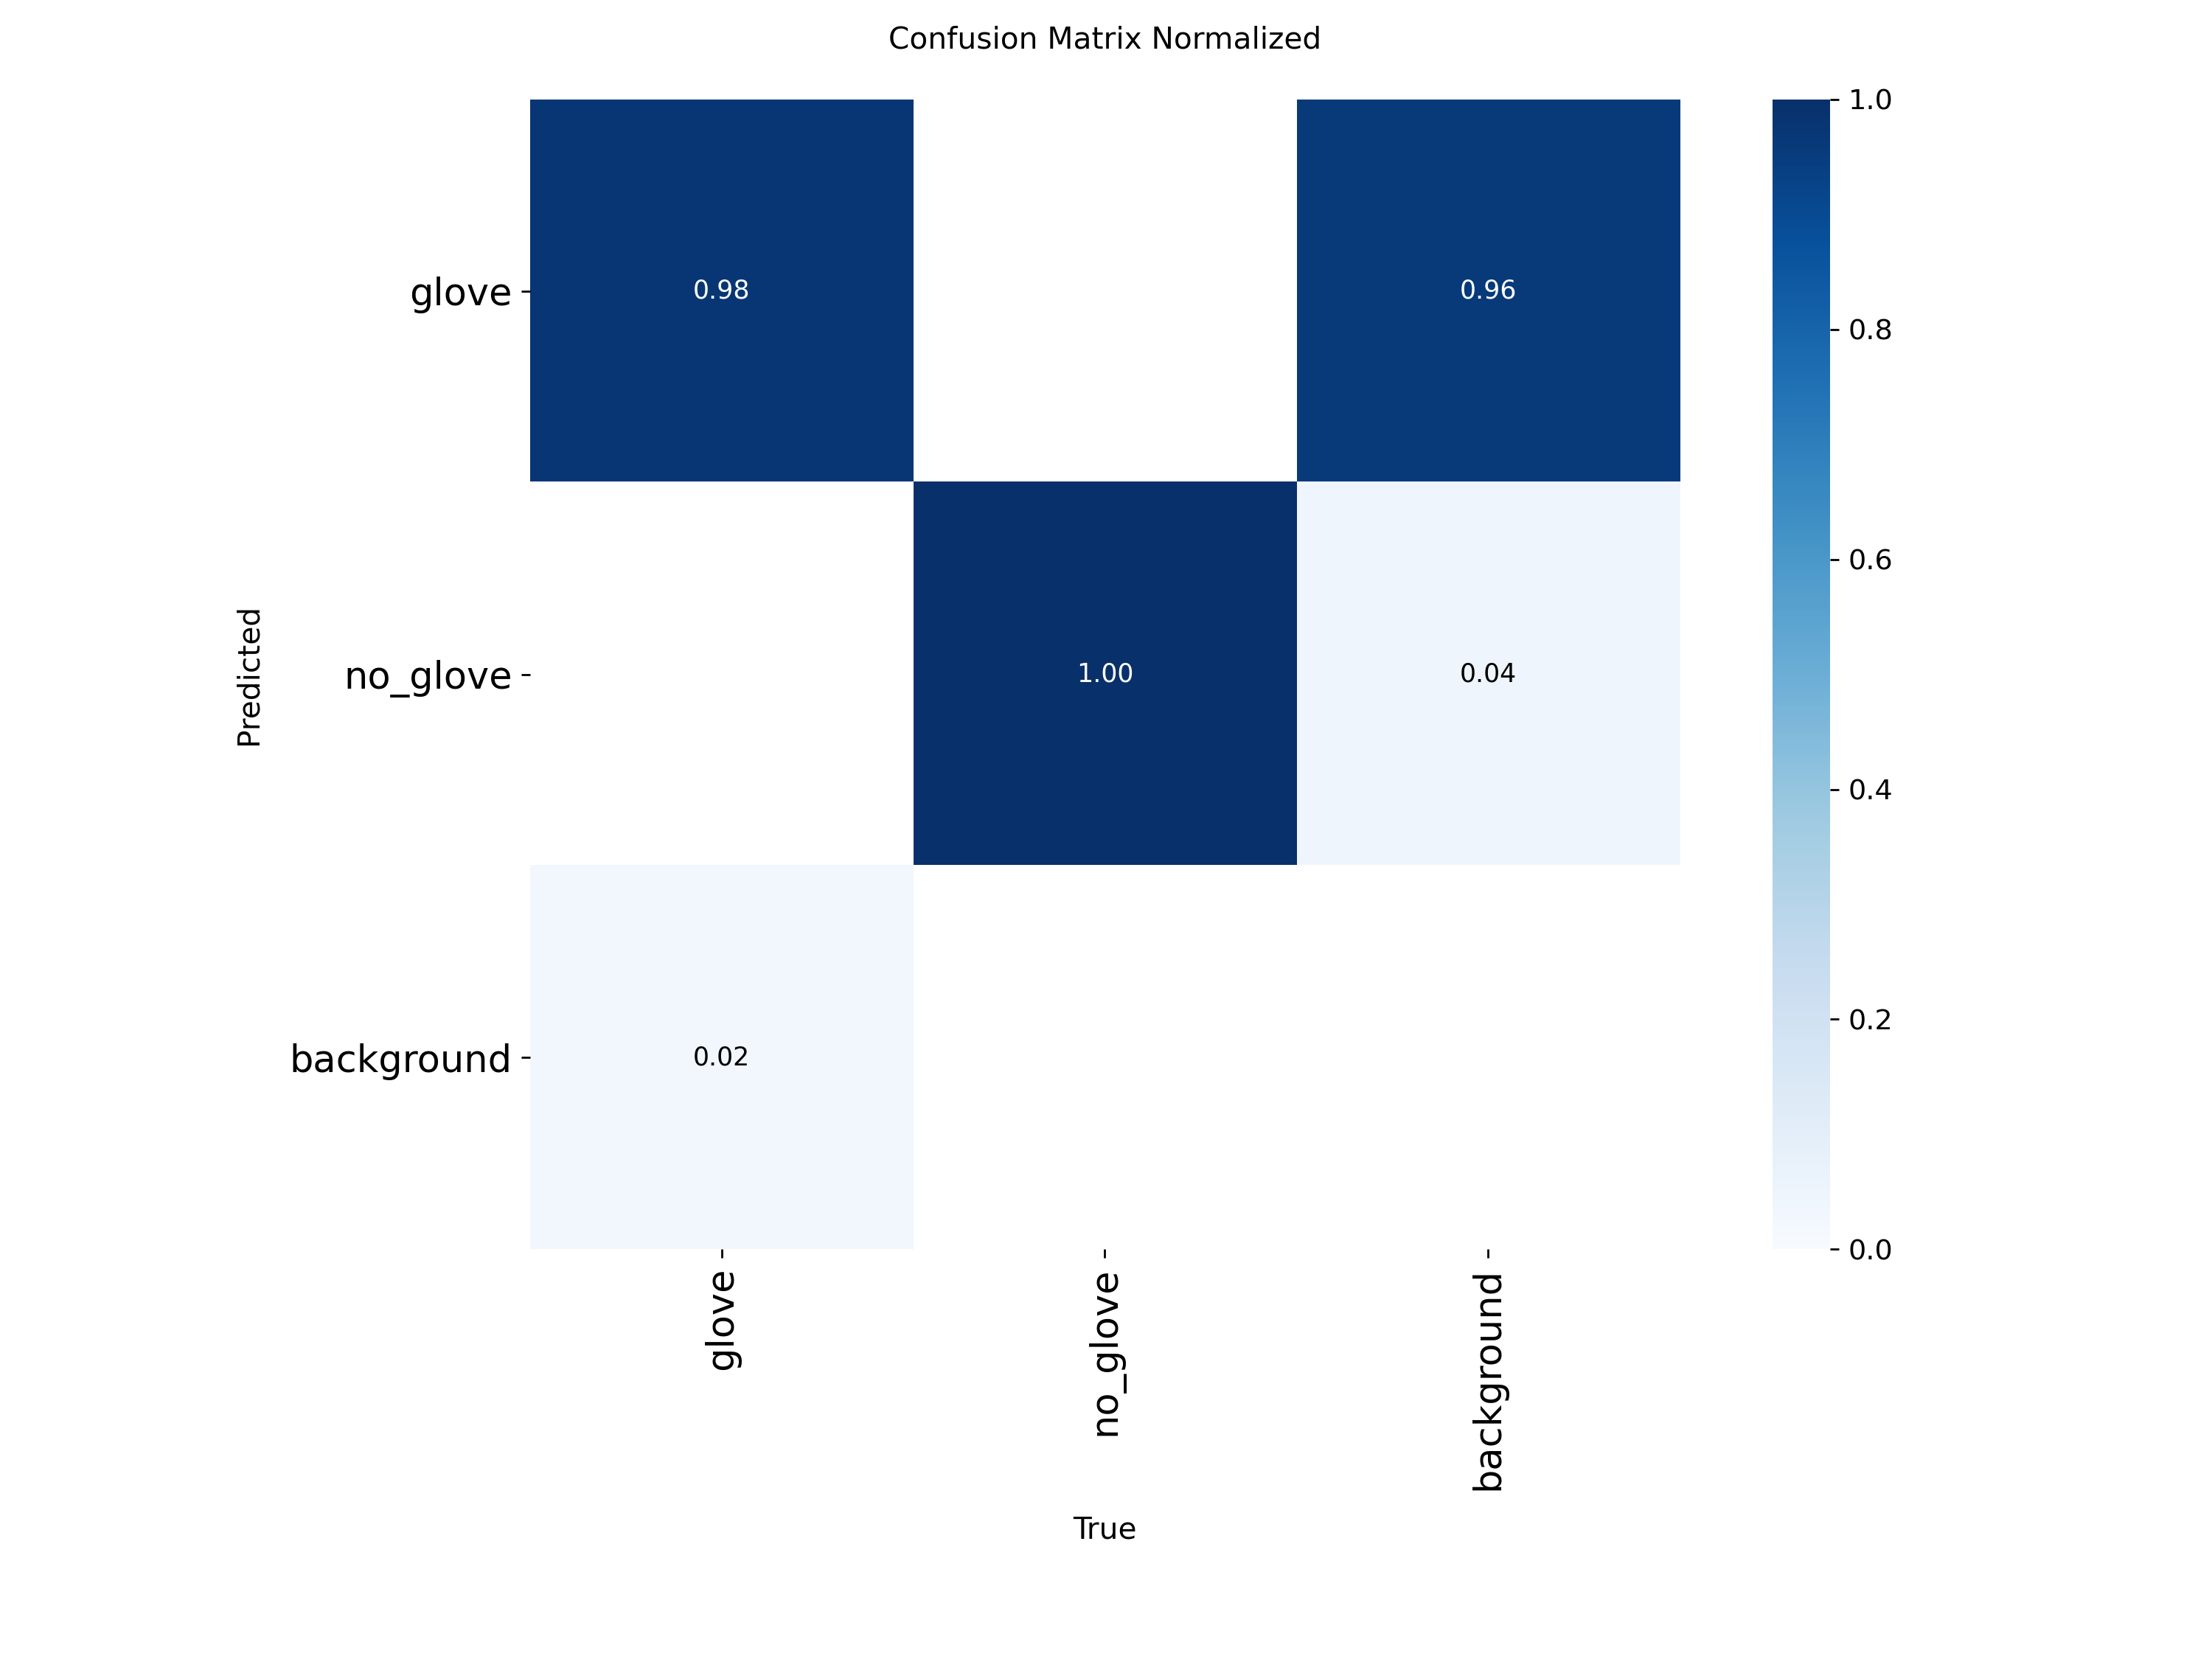 Confusion Matrix Normalized
1.0
glove
0.98
0.96
0.8
0.6
Predicted
no_glove
1.00
0.04
0.4
background
0.02
0.2
0.0
glove
no_glove
background
True